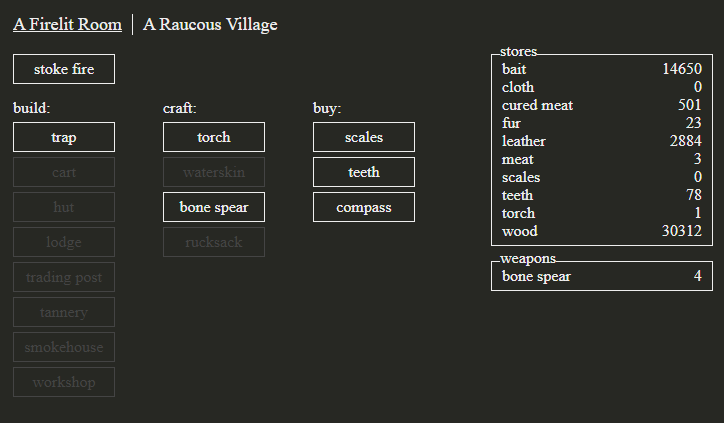 A Firelit Room | A Raucous Village
stoke fire
build:
trap
cart
hut
lodge
trading post
tannery
smokehouse
workshop
craft:
torch
waterskin
bone spear
rucksack
buy:
scales
teeth
compass
stores
bait 14650
cloth 0
cured meat 501
fur 23
leather 2884
meat 3
scales 0
teeth 78
torch 1
wood 30312
weapons
bone spear 4